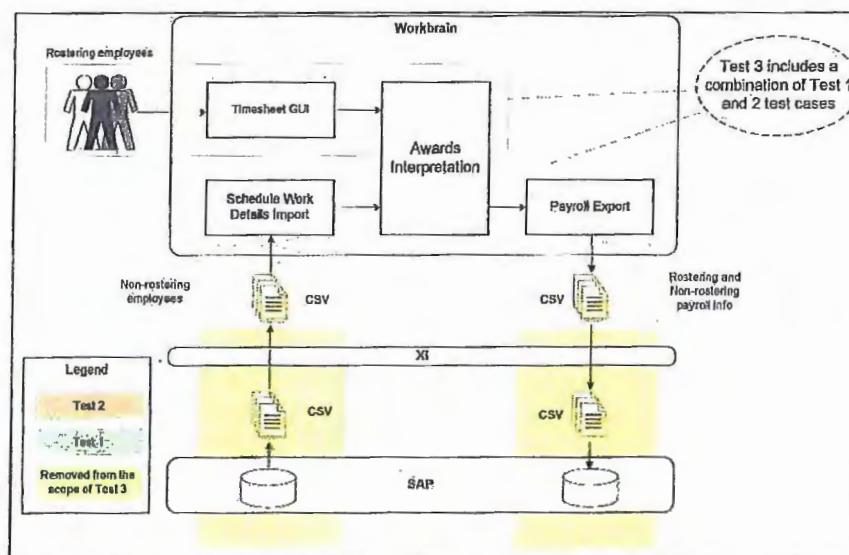 Workbrain
Rostering employees
Test 3 includes a
combination of Test 1
and 2 test cases
Timesheet GUI
Awards
Interpretation
Schedule Work
Details Import
Payroll Export
Non-rostering
employees
CSV
CSV
Rostering and
Non-rostering
payroll info
XI
Legend
Test 2
Test 1
Removed from the
scope of Test 3
CSV
CSV
SAP